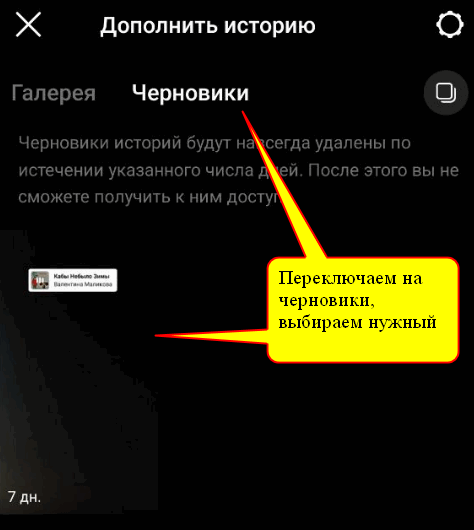 Дополнить историю
Галерея
Черновики
Черновики историй будут навсегда удалены по
истечении указанного числа дней. После этого вы не
сможете получить к ним доступ
Кабы Небыло Зимы
Валентина Маликова
Переключаем на
черновики,
выбираем нужный
7 дн.